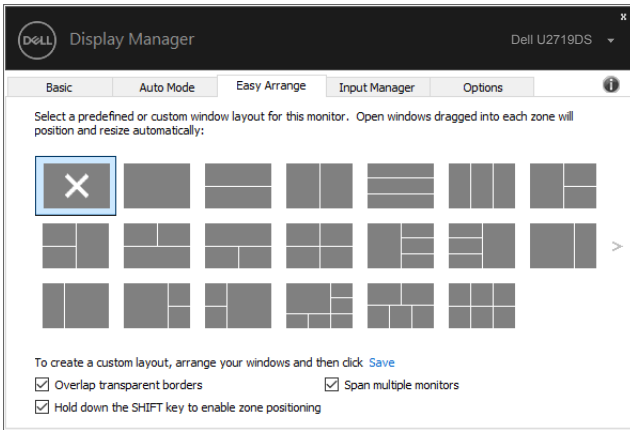 x
DELL Display Manager Dell U2719DS
Basic Auto Mode Easy Arrange Input Manager Options
Select a predefined or custom window layout for this monitor. Open windows dragged into each zone will
position and resize automatically:
To create a custom layout, arrange your windows and then click Save
Overlap transparent borders Span multiple monitors
Hold down the SHIFT key to enable zone positioning